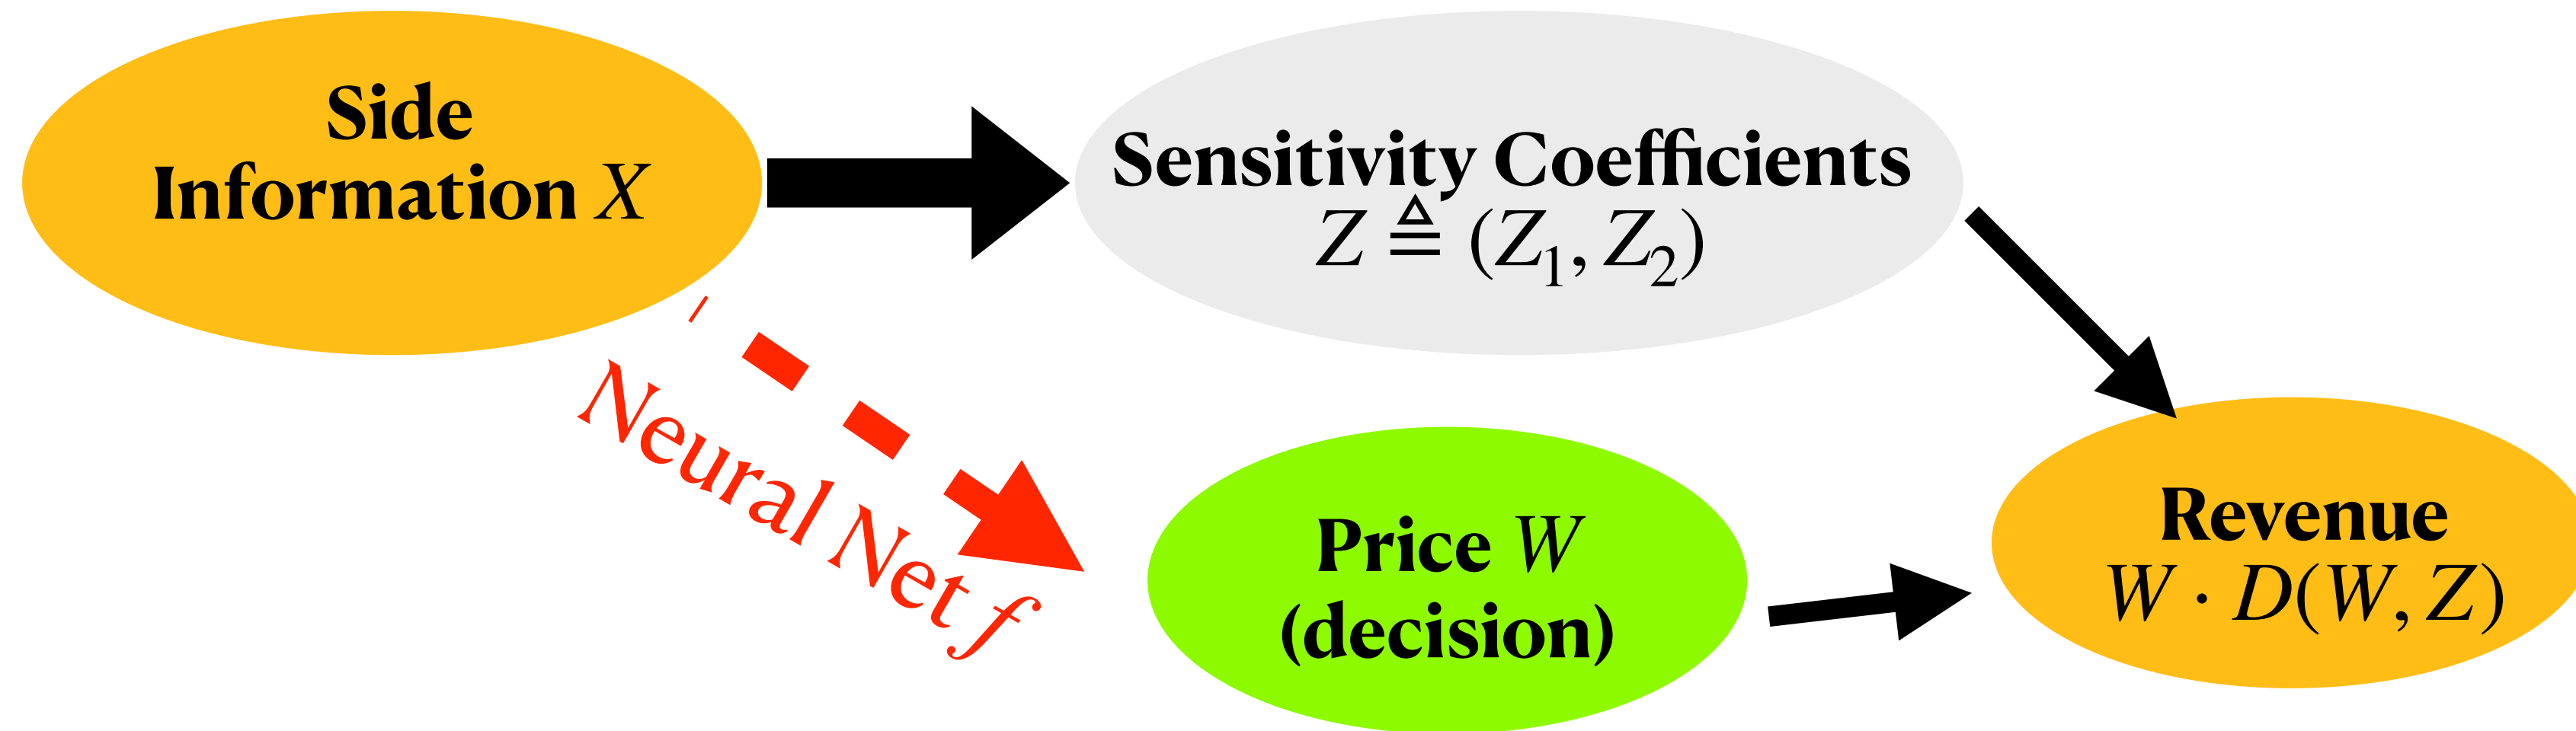 Side
Information X
Sensitivity Coefficients
Z ≜ (Z₁, Z₂)
Neural Net f
Price W
(decision)
Revenue
W · D(W, Z)